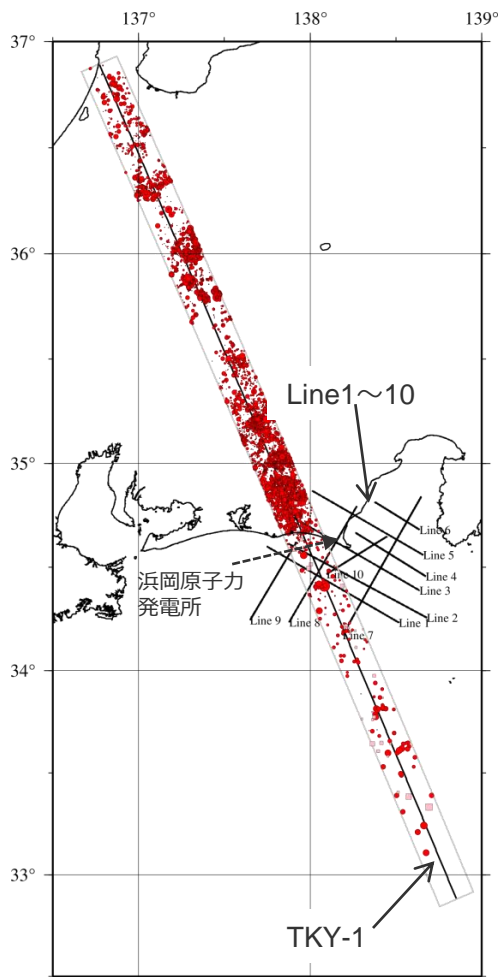 137° 138° 139°
37°
36°
Line1～10
35°
Line 6
Line 5
浜岡原子力
発電所
Line 10
Line 4
Line 3
Line 9 Line 8 Line 1 Line 2
Line 7
34°
33°
TKY-1